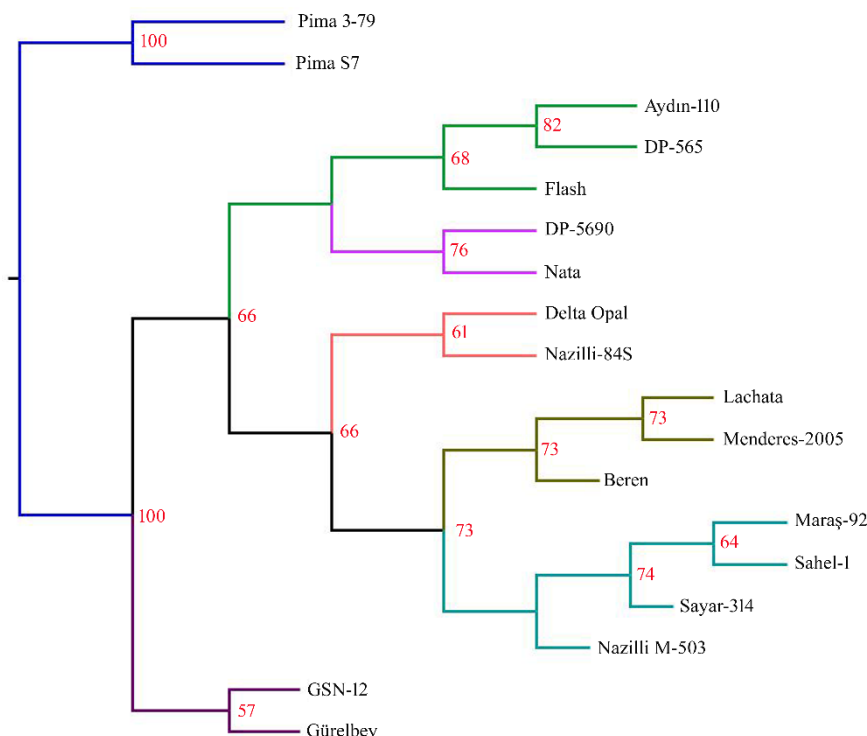 Pima 3-79
100
Pima S7
Aydın-110
82
DP-565
68
Flash
DP-5690
76
Nata
Delta Opal
66
61
Nazilli-84S
Lachata
73
66
Menderes-2005
73
Beren
Maraş-92
100
73
64
Sahel-1
74
Sayar-314
Nazilli M-503
GSN-12
57
Gürelbey